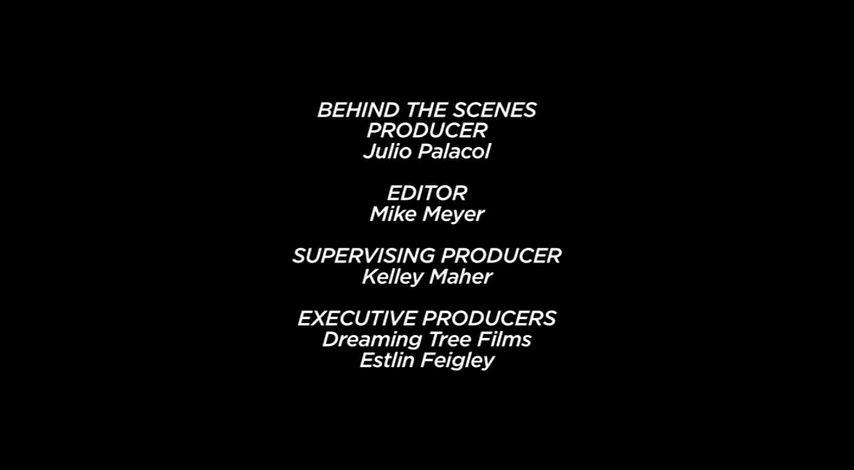 BEHIND THE SCENES
PRODUCER
Julio Palacol
EDITOR
Mike Meyer
SUPERVISING PRODUCER
Kelley Maher
EXECUTIVE PRODUCERS
Dreaming Tree Films
Estlin Feigley